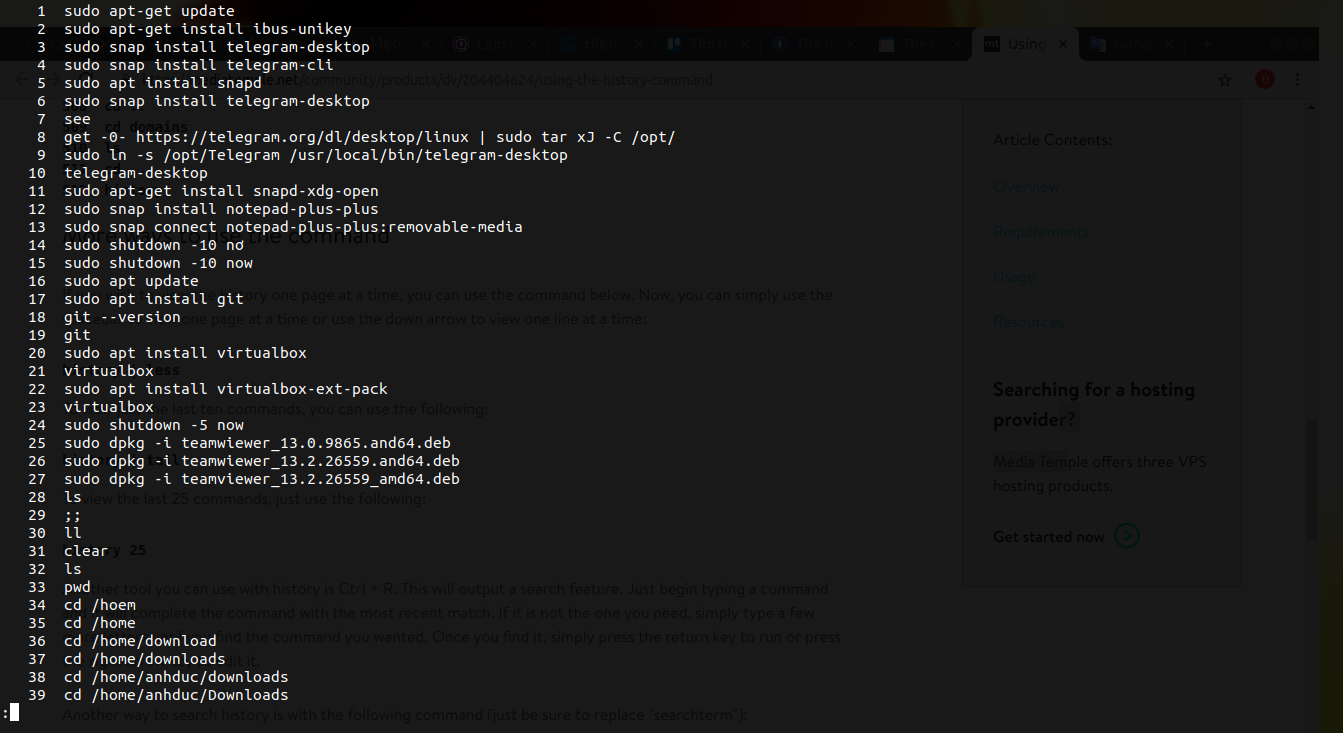 1 sudo apt-get update
2 sudo apt-get install ibus-unikey
3 sudo snap install telegram-desktop
4 sudo snap install telegram-cli
5 sudo apt install snapd
6 sudo snap install telegram-desktop
7 see
8 get -O- https://telegram.org/dl/desktop/linux | sudo tar xJ -C /opt/
9 sudo ln -s /opt/Telegram /usr/local/bin/telegram-desktop
10 telegram-desktop
11 sudo apt-get install snapd-xdg-open
12 sudo snap install notepad-plus-plus
13 sudo snap connect notepad-plus-plus:removable-media
14 sudo shutdown -10 no
15 sudo shutdown -10 now
16 sudo apt update
17 sudo apt install git
18 git --version
19 git
20 sudo apt install virtualbox
21 virtualbox
22 sudo apt install virtualbox-ext-pack
23 virtualbox
24 sudo shutdown -5 now
25 sudo dpkg -i teamwiewer_13.0.9865.and64.deb
26 sudo dpkg -i teamwiewer_13.2.26559.and64.deb
27 sudo dpkg -i teamviewer_13.2.26559_amd64.deb
28 ls
29 ;;
30 ll
31 clear
32 ls
33 pwd
34 cd /hoem
35 cd /home
36 cd /home/download
37 cd /home/downloads
38 cd /home/anhduc/downloads
39 cd /home/anhduc/Downloads
:
Using
.net/community/products/dv/204404624/using-the-history-command
cd domains
More ways to use the command
history one page at a time, you can use the command below. Now, you can simply use the
one page at a time or use the down arrow to view one line at a time:
the last ten commands, you can use the following:
view the last 25 commands, just use the following:
25
tool you can use with history is Ctrl + R. This will output a search feature. Just begin typing a command
complete the command with the most recent match. If it is not the one you need, simply type a few
find the command you wanted. Once you find it, simply press the return key to run or press
edit it.
Another way to search history is with the following command (just be sure to replace "searchterm"):
Article Contents:
Overview
Requirements
Usage
Resources
Searching for a hosting
provider?
Media Temple offers three VPS
hosting products.
Get started now